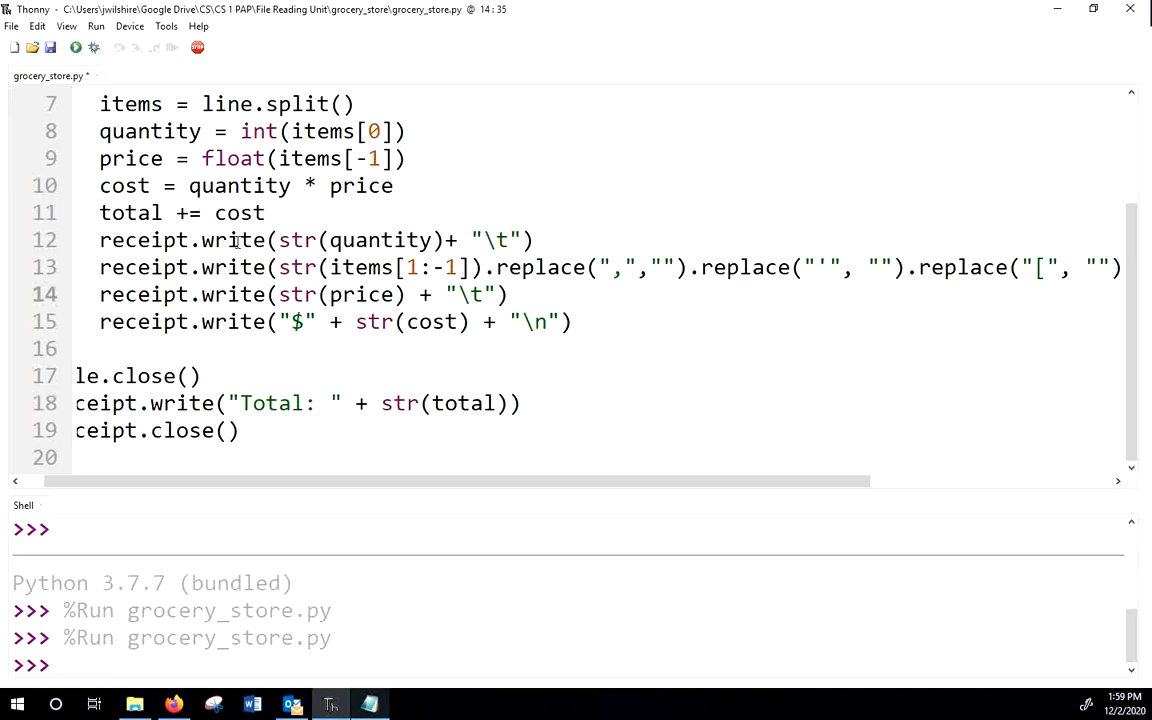 Thonny - C:\Users\jwilshire\Google Drive\CS\CS 1 PAP\File Reading Unit\grocery_store\grocery_store.py @ 14 : 35
File Edit View Run Device Tools Help
STOP
grocery_store.py *
7 items = line.split()
8 quantity = int(items[0])
9 price = float(items[-1])
10 cost = quantity * price
11 total += cost
12 receipt.write(str(quantity)+ "\t")
13 receipt.write(str(items[1:-1]).replace(",","").replace("'", "").replace("[", "")
14 receipt.write(str(price) + "\t")
15 receipt.write("$" + str(cost) + "\n")
16
17 le.close()
18 ceipt.write("Total: " + str(total))
19 ceipt.close()
20
Shell
>>>
Python 3.7.7 (bundled)
>>> %Run grocery_store.py
>>> %Run grocery_store.py
>>>
1:59 PM
12/2/2020